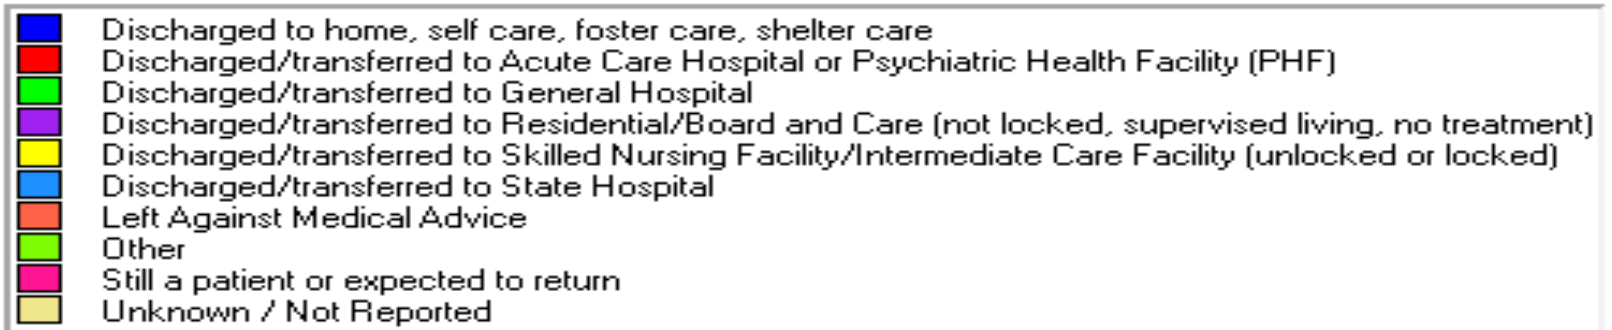 Discharged to home, self care, foster care, shelter care
Discharged/transferred to Acute Care Hospital or Psychiatric Health Facility (PHF)
Discharged/transferred to General Hospital
Discharged/transferred to Residential/Board and Care (not locked, supervised living, no treatment)
Discharged/transferred to Skilled Nursing Facility/Intermediate Care Facility (unlocked or locked)
Discharged/transferred to State Hospital
Left Against Medical Advice
Other
Still a patient or expected to return
Unknown / Not Reported